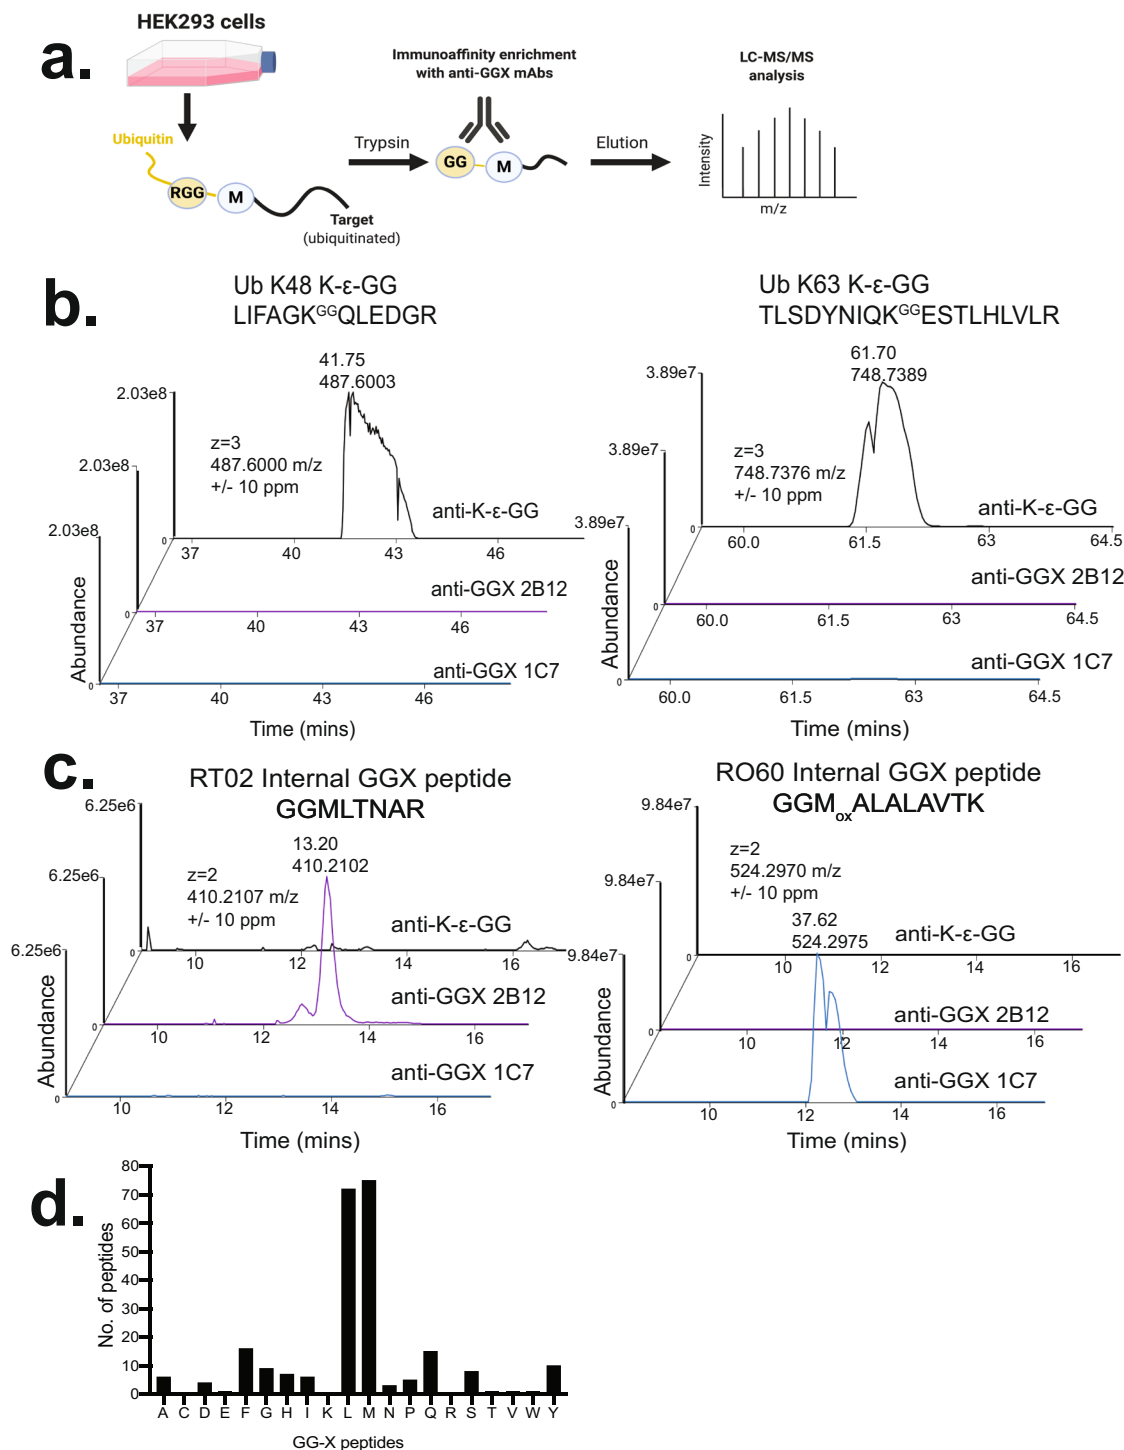 a.
HEK293 cells
Ubiquitin
RGG
M
Target
(ubiquitinated)
Trypsin
Immunoaffinity enrichment
with anti-GGX mAbs
GG
M
Elution
LC-MS/MS
analysis
Intensity
m/z
b.
Ub K48 K-ε-GG
LIFAGKᴳᴳQLEDGR
41.75
487.6003
z=3
487.6000 m/z
+/- 10 ppm
2.03e8
0
anti-K-ε-GG
37 40 43 46
2.03e8
0
anti-GGX 2B12
37 40 43 46
2.03e8
0
anti-GGX 1C7
37 40 43 46
Abundance
Time (mins)
Ub K63 K-ε-GG
TLSDYNIQKᴳᴳESTLHLVLR
61.70
748.7389
z=3
748.7376 m/z
+/- 10 ppm
3.89e7
0
anti-K-ε-GG
60.0 61.5 63 64.5
3.89e7
0
anti-GGX 2B12
60.0 61.5 63 64.5
3.89e7
0
anti-GGX 1C7
60.0 61.5 63 64.5
Abundance
Time (mins)
c.
RT02 Internal GGX peptide
GGMLTNAR
13.20
410.2102
z=2
410.2107 m/z
+/- 10 ppm
6.25e6
0
anti-K-ε-GG
10 12 14 16
6.25e6
0
anti-GGX 2B12
10 12 14 16
6.25e6
0
anti-GGX 1C7
10 12 14 16
Abundance
Time (mins)
RO60 Internal GGX peptide
GGMoxALALAVTK
z=2
524.2970 m/z
+/- 10 ppm
37.62
524.2975
9.84e7
0
anti-K-ε-GG
10 12 14 16
9.84e7
0
anti-GGX 2B12
10 12 14 16
9.84e7
0
anti-GGX 1C7
10 12 14 16
Abundance
Time (mins)
d.
No. of peptides
80
70
60
50
40
30
20
10
0
A C D E F G H I K L M N P Q R S T V W Y
GG-X peptides